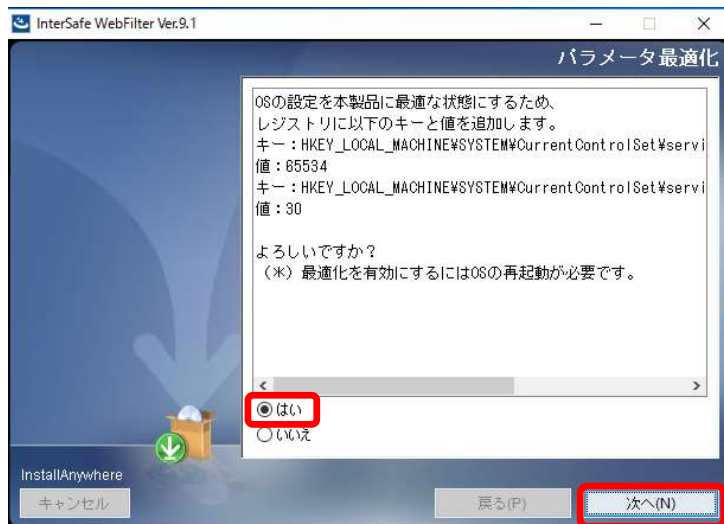 InterSafe WebFilter Ver.9.1
パラメータ最適化
OSの設定を本製品に最適な状態にするため、
レジストリに以下のキーと値を追加します。
キー：HKEY_LOCAL_MACHINE¥SYSTEM¥CurrentControlSet¥servi
値：65534
キー：HKEY_LOCAL_MACHINE¥SYSTEM¥CurrentControlSet¥servi
値：30
よろしいですか？
（＊）最適化を有効にするにはOSの再起動が必要です。
はい
いいえ
InstallAnywhere
キャンセル
戻る(P)
次へ(N)